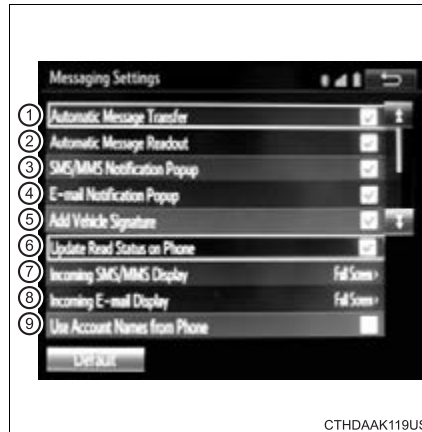 Messaging Settings
① Automatic Message Transfer
② Automatic Message Readout
③ SMS/MMS Notification Popup
④ E-mail Notification Popup
⑤ Add Vehicle Signature
⑥ Update Read Status on Phone
⑦ Incoming SMS/MMS Display Full Screen
⑧ Incoming E-mail Display Full Screen
⑨ Use Account Names from Phone
Default
CTHDAAK119US